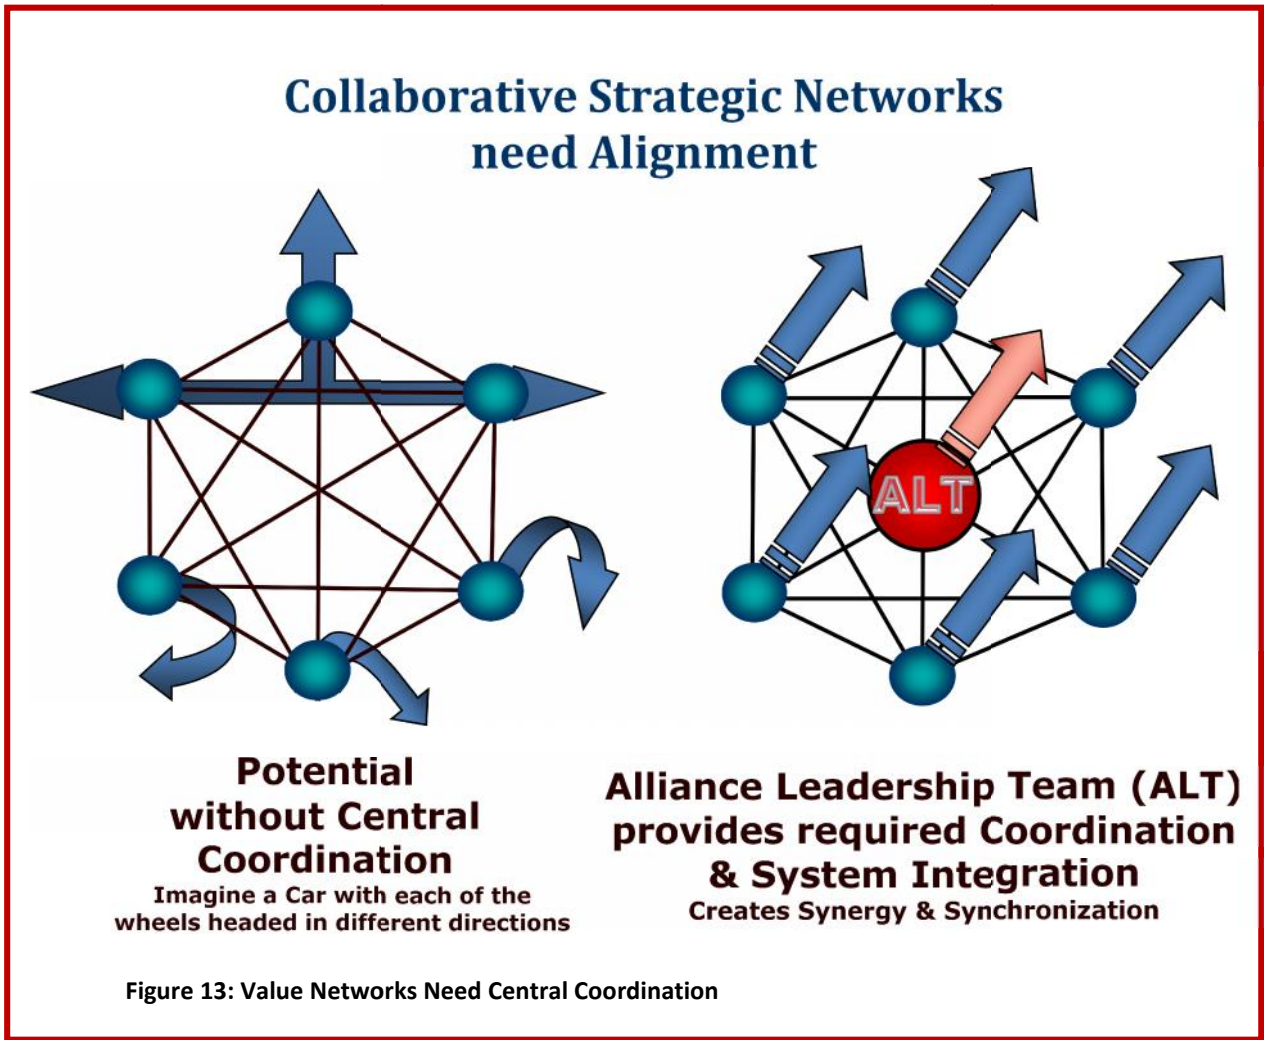 Collaborative Strategic Networks
need Alignment
ALT
Potential
without Central
Coordination
Imagine a Car with each of the
wheels headed in different directions
Alliance Leadership Team (ALT)
provides required Coordination
& System Integration
Creates Synergy & Synchronization
Figure 13: Value Networks Need Central Coordination